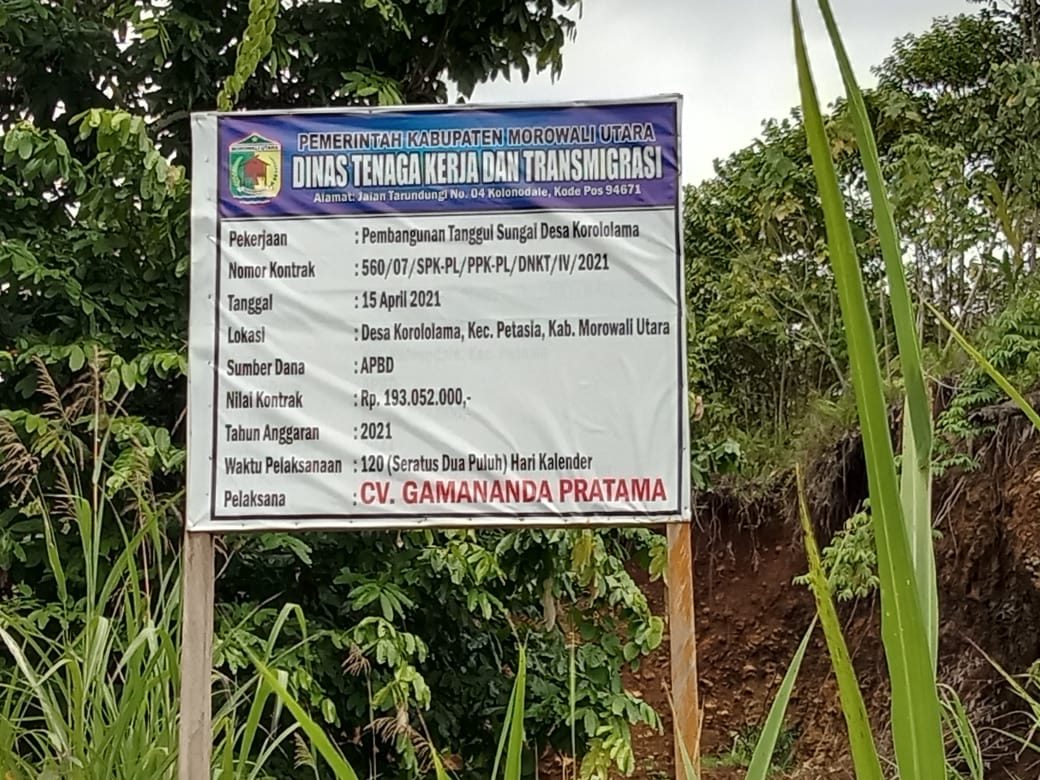 MOROWALI UTARA
PEMERINTAH KABUPATEN MOROWALI UTARA
DINAS TENAGA KERJA DAN TRANSMIGRASI
Alamat: Jalan Tarundungi No. 04 Kolonodale, Kode Pos 94671
Pekerjaan : Pembangunan Tanggul Sungai Desa Korololama
Nomor Kontrak : 560/07/SPK-PL/PPK-PL/DNKT/IV/2021
Tanggal : 15 April 2021
Lokasi : Desa Korololama, Kec. Petasia, Kab. Morowali Utara
Sumber Dana : APBD
Nilai Kontrak : Rp. 193.052.000,-
Tahun Anggaran : 2021
Waktu Pelaksanaan : 120 (Seratus Dua Puluh) Hari Kalender
Pelaksana : CV. GAMANANDA PRATAMA